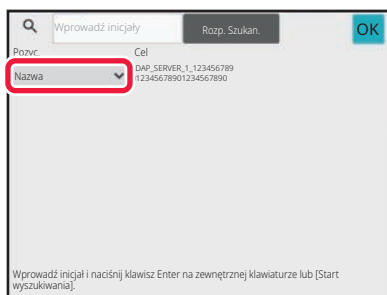 Wprowadź inicjały
Rozp. Szukan.
OK
Pozyc.
Cel
Nazwa
DAP_SERVER_1_123456789
012345678901234567890
Wprowadź inicjał i naciśnij klawisz Enter na zewnętrznej klawiaturze lub [Start
wyszukiwania].